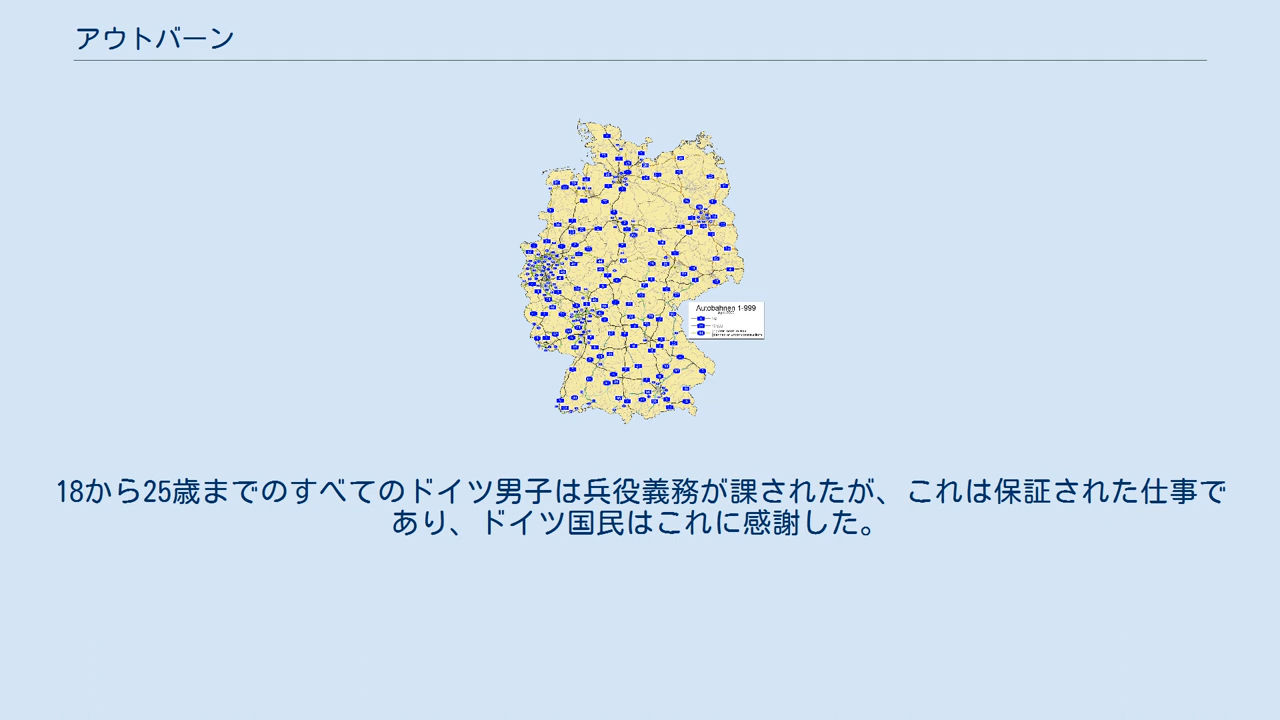 アウトバーン
Autobahnen 1-999
18から25歳までのすべてのドイツ男子は兵役義務が課されたが、これは保証された仕事で
あり、ドイツ国民はこれに感謝した。